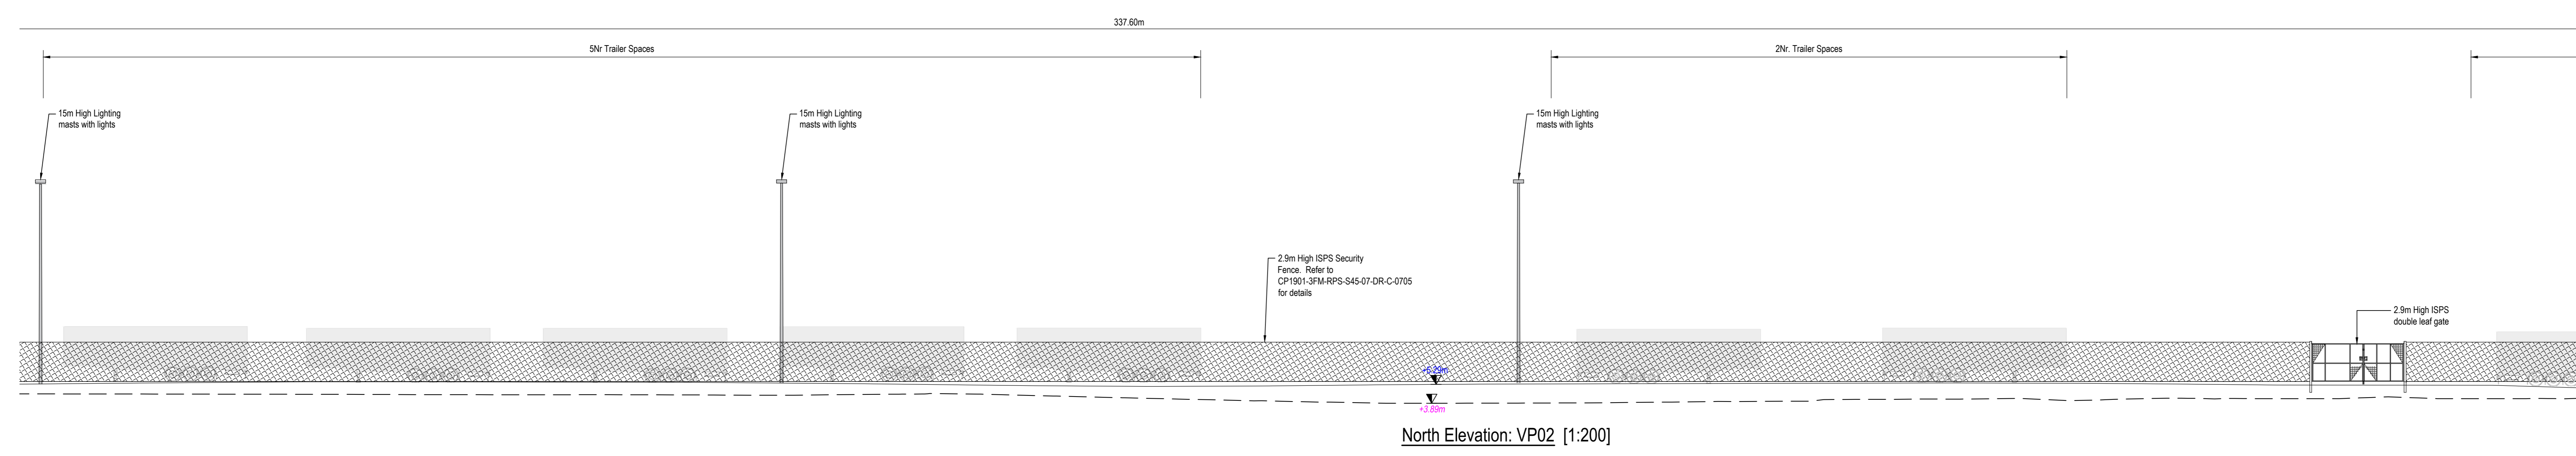 337.60m
5Nr Trailer Spaces
2Nr. Trailer Spaces
15m High Lighting
masts with lights
15m High Lighting
masts with lights
15m High Lighting
masts with lights
2.9m High ISPS Security
Fence. Refer to
CP1901-3FM-RPS-S45-07-DR-C-0705
for details
2.9m High ISPS
double leaf gate
+5.29m
+3.89m
North Elevation: VP02 [1:200]